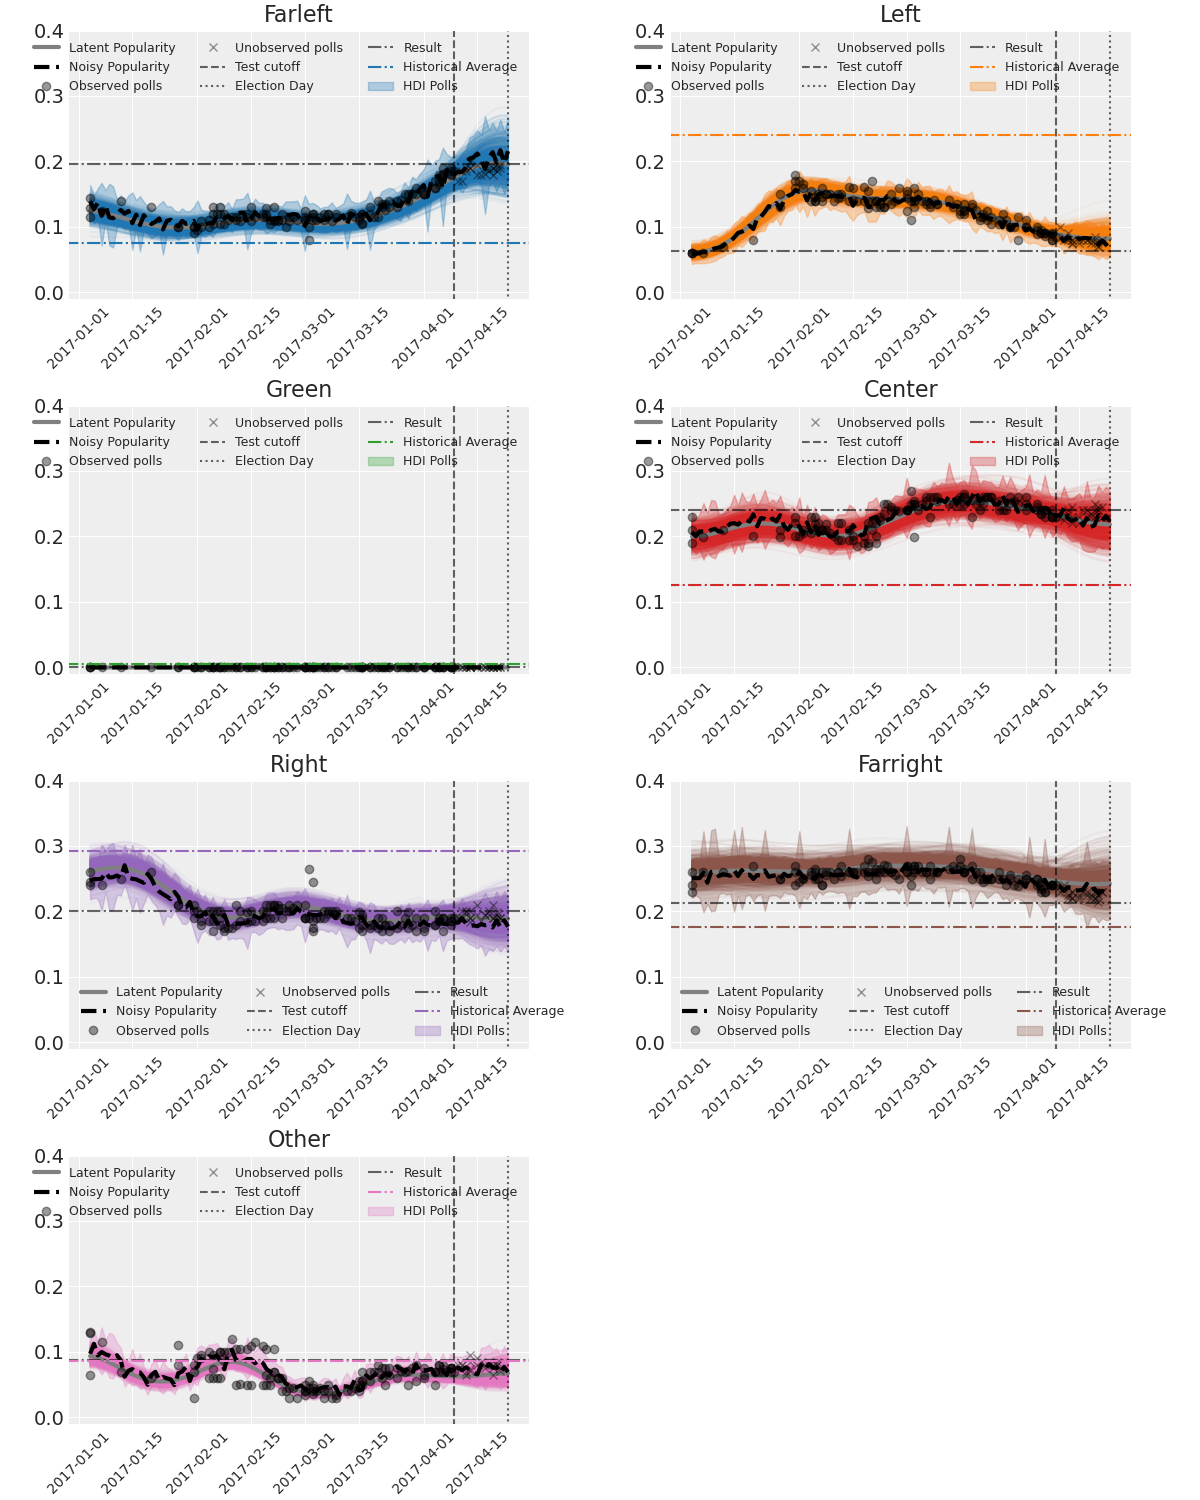 Farleft
0.4
0.3
0.2
0.1
0.0
Latent Popularity
Noisy Popularity
Observed polls
Unobserved polls
Test cutoff
Election Day
Result
Historical Average
HDI Polls
2017-01-01
2017-01-15
2017-02-01
2017-02-15
2017-03-01
2017-03-15
2017-04-01
2017-04-15
Left
0.4
0.3
0.2
0.1
0.0
Latent Popularity
Noisy Popularity
Observed polls
Unobserved polls
Test cutoff
Election Day
Result
Historical Average
HDI Polls
2017-01-01
2017-01-15
2017-02-01
2017-02-15
2017-03-01
2017-03-15
2017-04-01
2017-04-15
Green
0.4
0.3
0.2
0.1
0.0
Latent Popularity
Noisy Popularity
Observed polls
Unobserved polls
Test cutoff
Election Day
Result
Historical Average
HDI Polls
2017-01-01
2017-01-15
2017-02-01
2017-02-15
2017-03-01
2017-03-15
2017-04-01
2017-04-15
Center
0.4
0.3
0.2
0.1
0.0
Latent Popularity
Noisy Popularity
Observed polls
Unobserved polls
Test cutoff
Election Day
Result
Historical Average
HDI Polls
2017-01-01
2017-01-15
2017-02-01
2017-02-15
2017-03-01
2017-03-15
2017-04-01
2017-04-15
Right
0.4
0.3
0.2
0.1
0.0
Latent Popularity
Noisy Popularity
Observed polls
Unobserved polls
Test cutoff
Election Day
Result
Historical Average
HDI Polls
2017-01-01
2017-01-15
2017-02-01
2017-02-15
2017-03-01
2017-03-15
2017-04-01
2017-04-15
Farright
0.4
0.3
0.2
0.1
0.0
Latent Popularity
Noisy Popularity
Observed polls
Unobserved polls
Test cutoff
Election Day
Result
Historical Average
HDI Polls
2017-01-01
2017-01-15
2017-02-01
2017-02-15
2017-03-01
2017-03-15
2017-04-01
2017-04-15
Other
0.4
0.3
0.2
0.1
0.0
Latent Popularity
Noisy Popularity
Observed polls
Unobserved polls
Test cutoff
Election Day
Result
Historical Average
HDI Polls
2017-01-01
2017-01-15
2017-02-01
2017-02-15
2017-03-01
2017-03-15
2017-04-01
2017-04-15